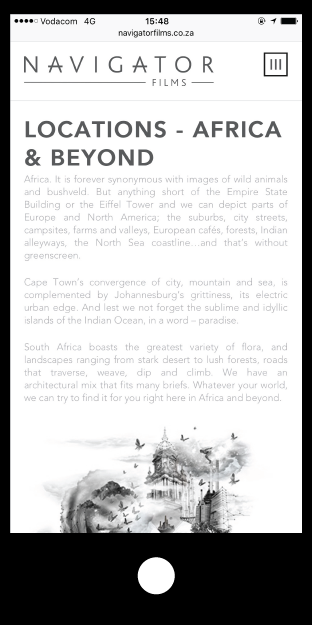 Vodacom 4G 15:48
navigatorfilms.co.za
NAVIGATOR
FILMS
LOCATIONS - AFRICA
& BEYOND
Africa. It is forever synonymous with images of wild animals
and bushveld. But anything short of the Empire State
Building or the Eiffel Tower and we can depict parts of
Europe and North America; the suburbs, city streets,
campsites, farms and valleys, European cafés, forests, Indian
alleyways, the North Sea coastline...and that's without
greenscreen.
Cape Town's convergence of city, mountain and sea, is
complemented by Johannesburg's grittiness, its electric
urban edge. And lest we not forget the sublime and idyllic
islands of the Indian Ocean, in a word – paradise.
South Africa boasts the greatest variety of flora, and
landscapes ranging from stark desert to lush forests, roads
that traverse, weave, dip and climb. We have an
architectural mix that fits many briefs. Whatever your world,
we can try to find it for you right here in Africa and beyond.